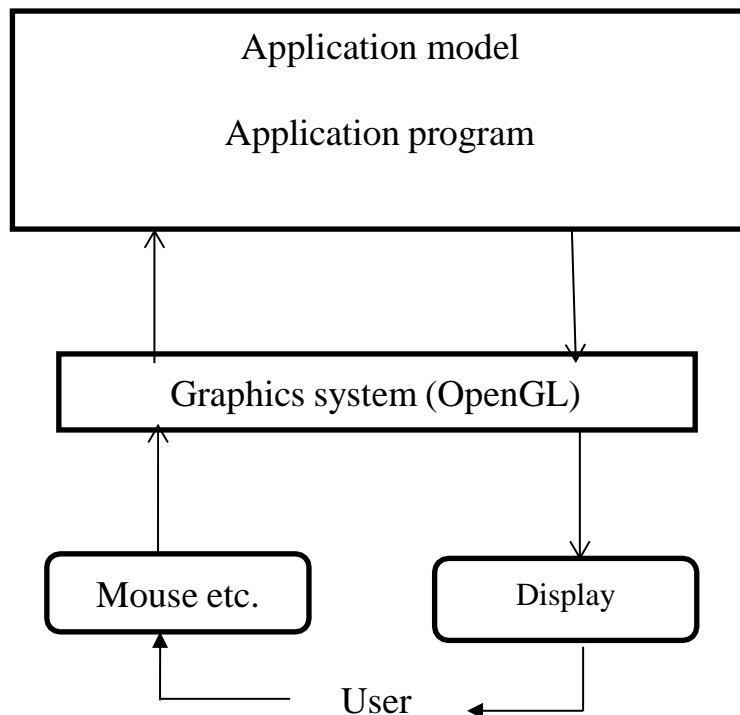 Application model
Application program
Graphics system (OpenGL)
Mouse etc.
Display
User